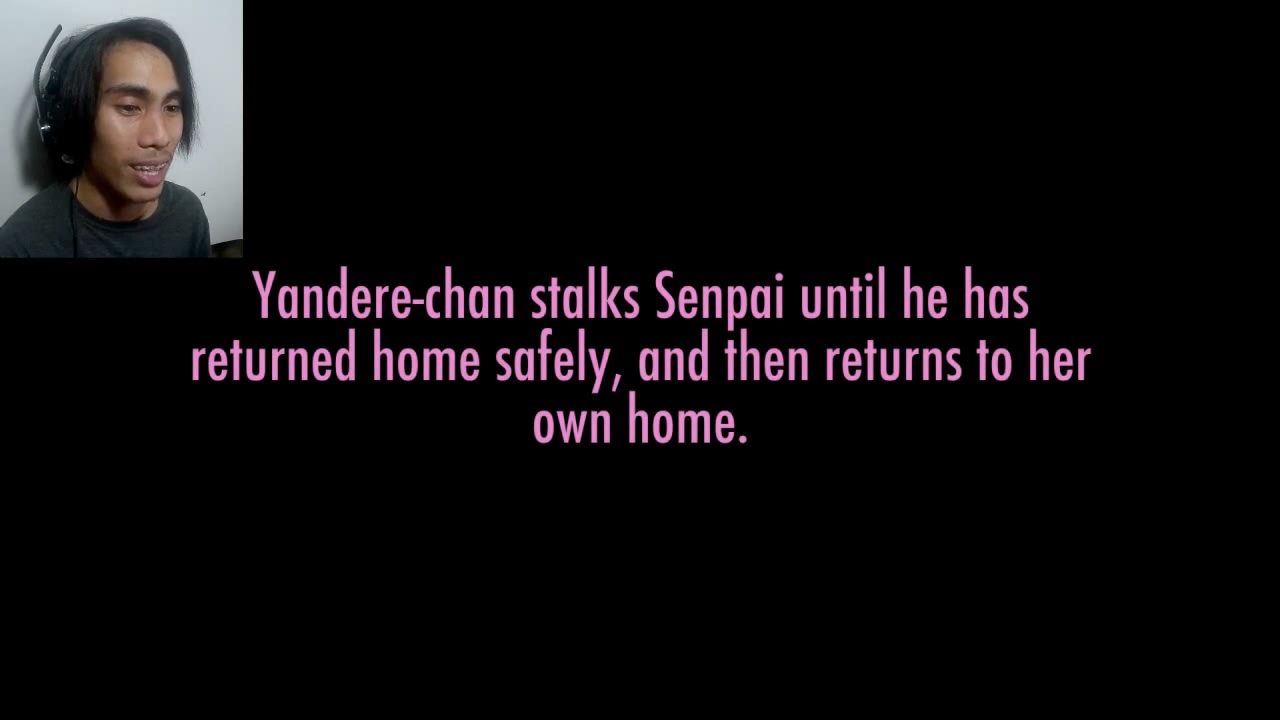 Yandere-chan stalks Senpai until he has
returned home safely, and then returns to her
own home.